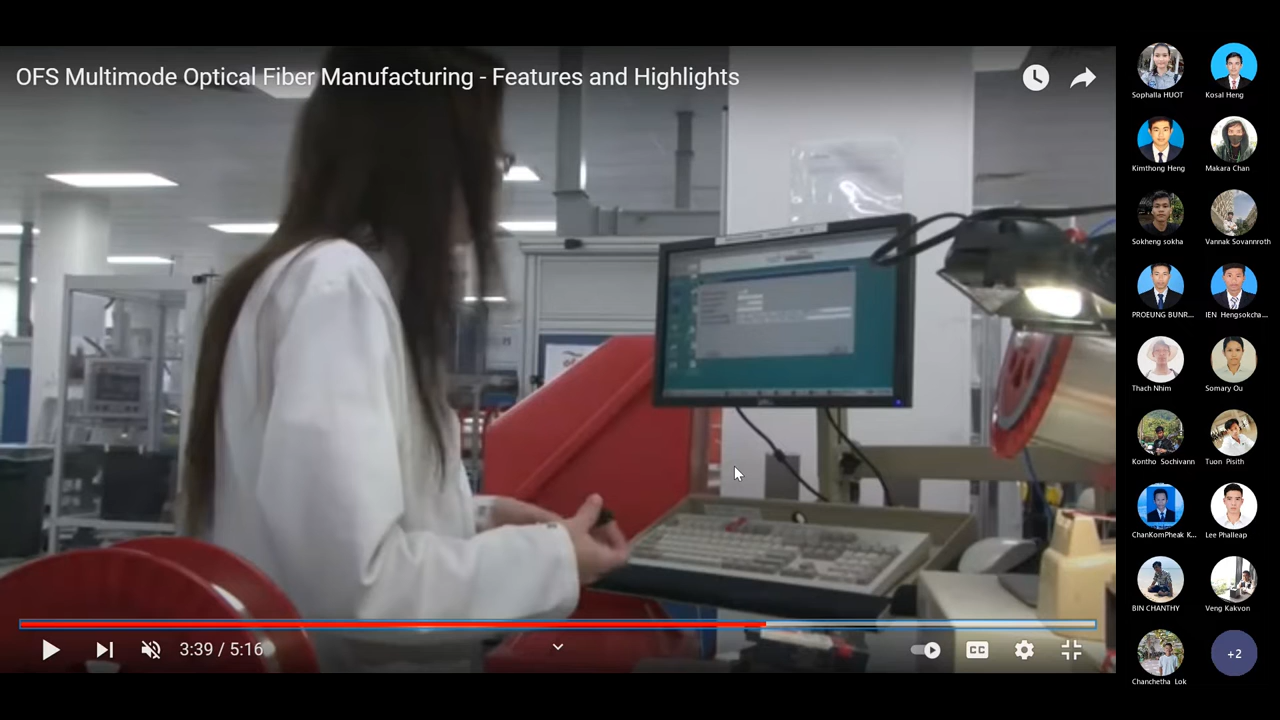 OFS Multimode Optical Fiber Manufacturing - Features and Highlights
3:39 / 5:16
CC
Sophalla HUOT
Kosal Heng
Kimthong Heng
Makara Chan
Sokheng sokha
Vannak Sovannroth
PROEUNG BUNR...
IEN Hengsokcha...
Thach Nhim
Somary Ou
Kontho Sochivann
Tuon Pisith
ChanKomPheak K...
Lee Phalleap
BIN CHANTHY
Veng Kakvon
Chanchetha Lok
+2